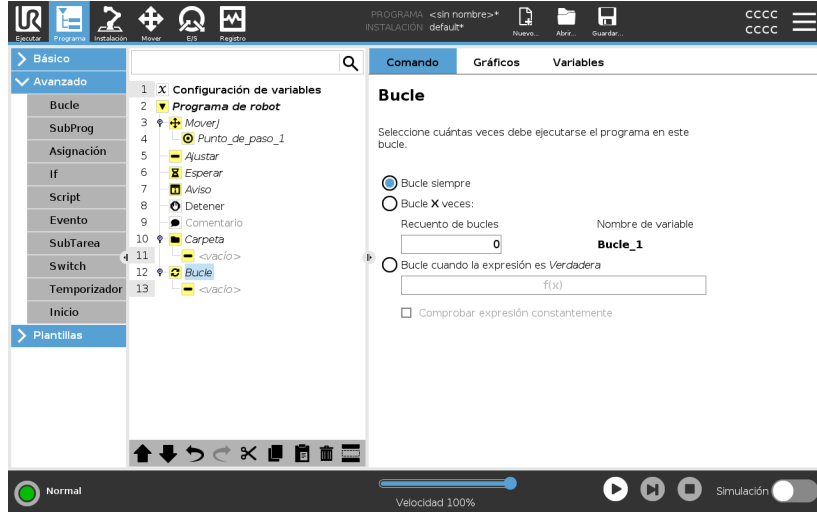 PROGRAMA <sin nombre>*
INSTALACIÓN default*
Ejecutar Programa Instalación Mover E/S Registro
Nuevo... Abrir... Guardar...
CCCC
CCCC
Básico
Avanzado
Bucle
SubProg
Asignación
If
Script
Evento
SubTarea
Switch
Temporizador
Inicio
Plantillas
1 X Configuración de variables
2 Programa de robot
3 MoverJ
4 Punto_de_paso_1
5 Ajustar
6 Esperar
7 Aviso
8 Detener
9 Comentario
10 Carpeta
11 <vacío>
12 Bucle
13 <vacío>
Comando Gráficos Variables
Bucle
Seleccione cuántas veces debe ejecutarse el programa en este
bucle.
Bucle siempre
Bucle X veces:
Recuento de bucles Nombre de variable
0 Bucle_1
Bucle cuando la expresión es Verdadera
f(x)
Comprobar expresión constantemente
Normal
Velocidad 100%
Simulación